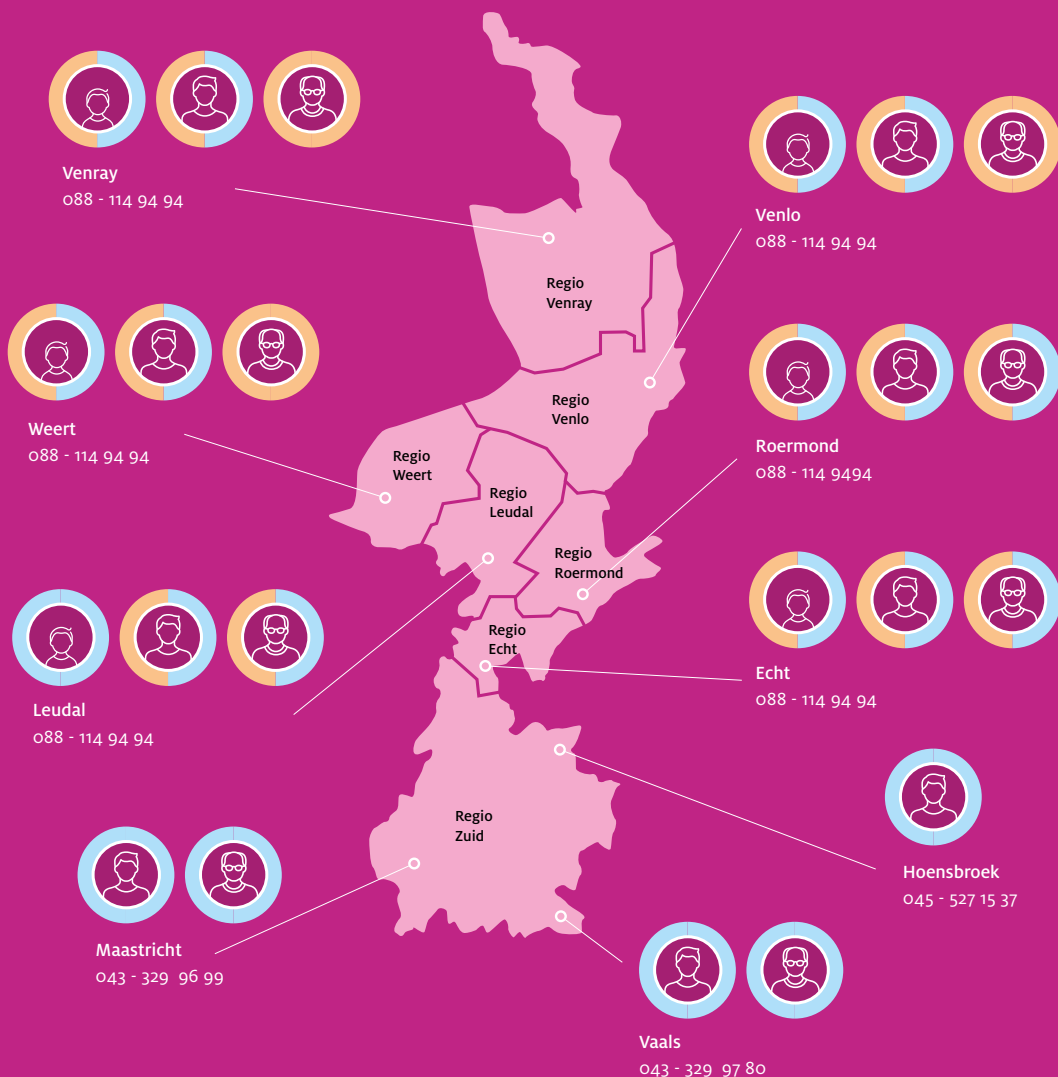 Venray
088 - 114 94 94
Venlo
088 - 114 94 94
Regio
Venray
Weert
088 - 114 94 94
Regio
Venlo
Roermond
088 - 114 9494
Regio
Weert
Regio
Leudal
Regio
Roermond
Leudal
088 - 114 94 94
Regio
Echt
Echt
088 - 114 94 94
Regio
Zuid
Hoensbroek
045 - 527 15 37
Maastricht
043 - 329 96 99
Vaals
043 - 329 97 80